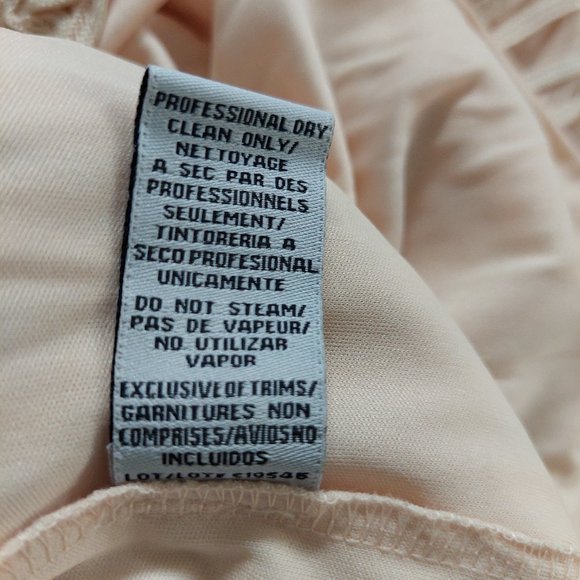 PROFESSIONAL DRY
CLEAN ONLY/
NETTOYAGE
A SEC PAR DES
PROFESSIONNELS
SEULEMENT/
TINTORERIA A
SECO PROFESIONAL
UNICAMENTE
DO NOT STEAM/
PAS DE VAPEUR/
NO UTILIZAR
VAPOR
EXCLUSIVE OF TRIMS/
GARNITURES NON
COMPRISES/AVIOS NO
INCLUIDOS